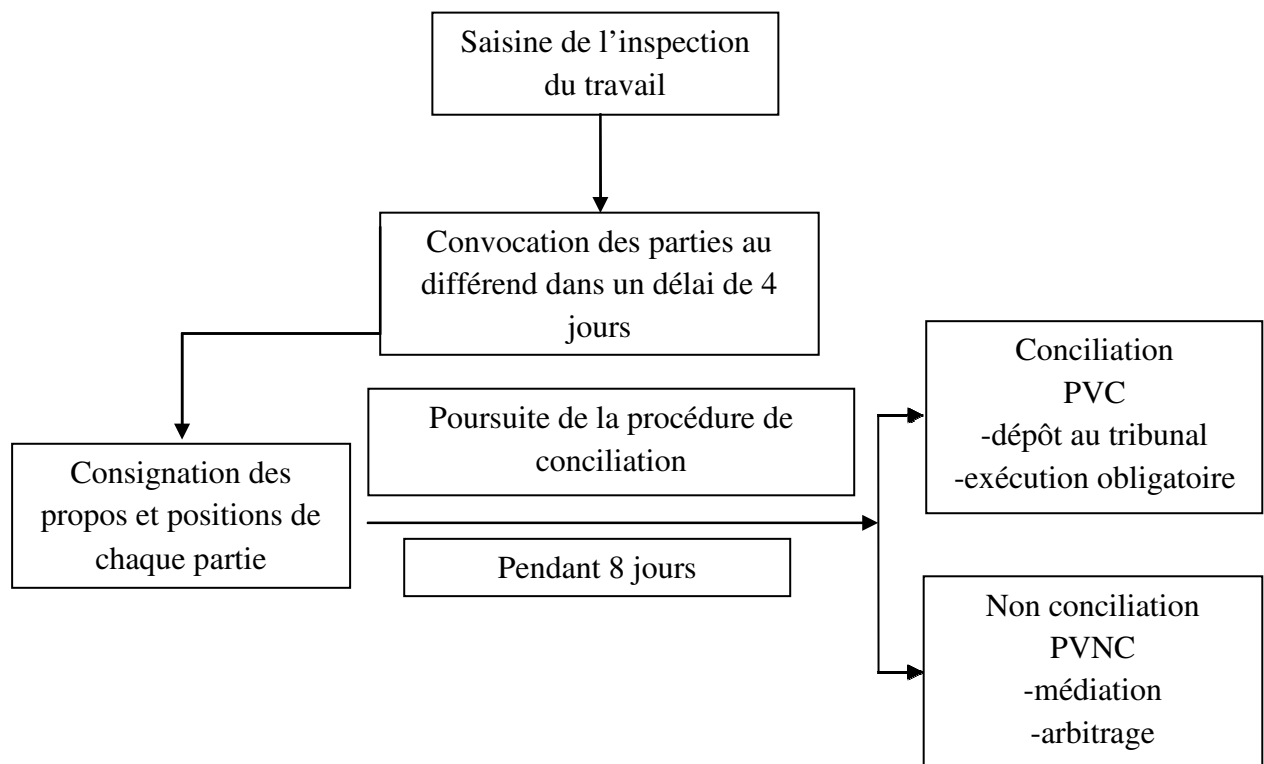 Saisine de l’inspection
du travail
Convocation des parties au
différend dans un délai de 4
jours
Consignation des
propos et positions de
chaque partie
Poursuite de la procédure de
conciliation
Pendant 8 jours
Conciliation
PVC
-dépôt au tribunal
-exécution obligatoire
Non conciliation
PVNC
-médiation
-arbitrage